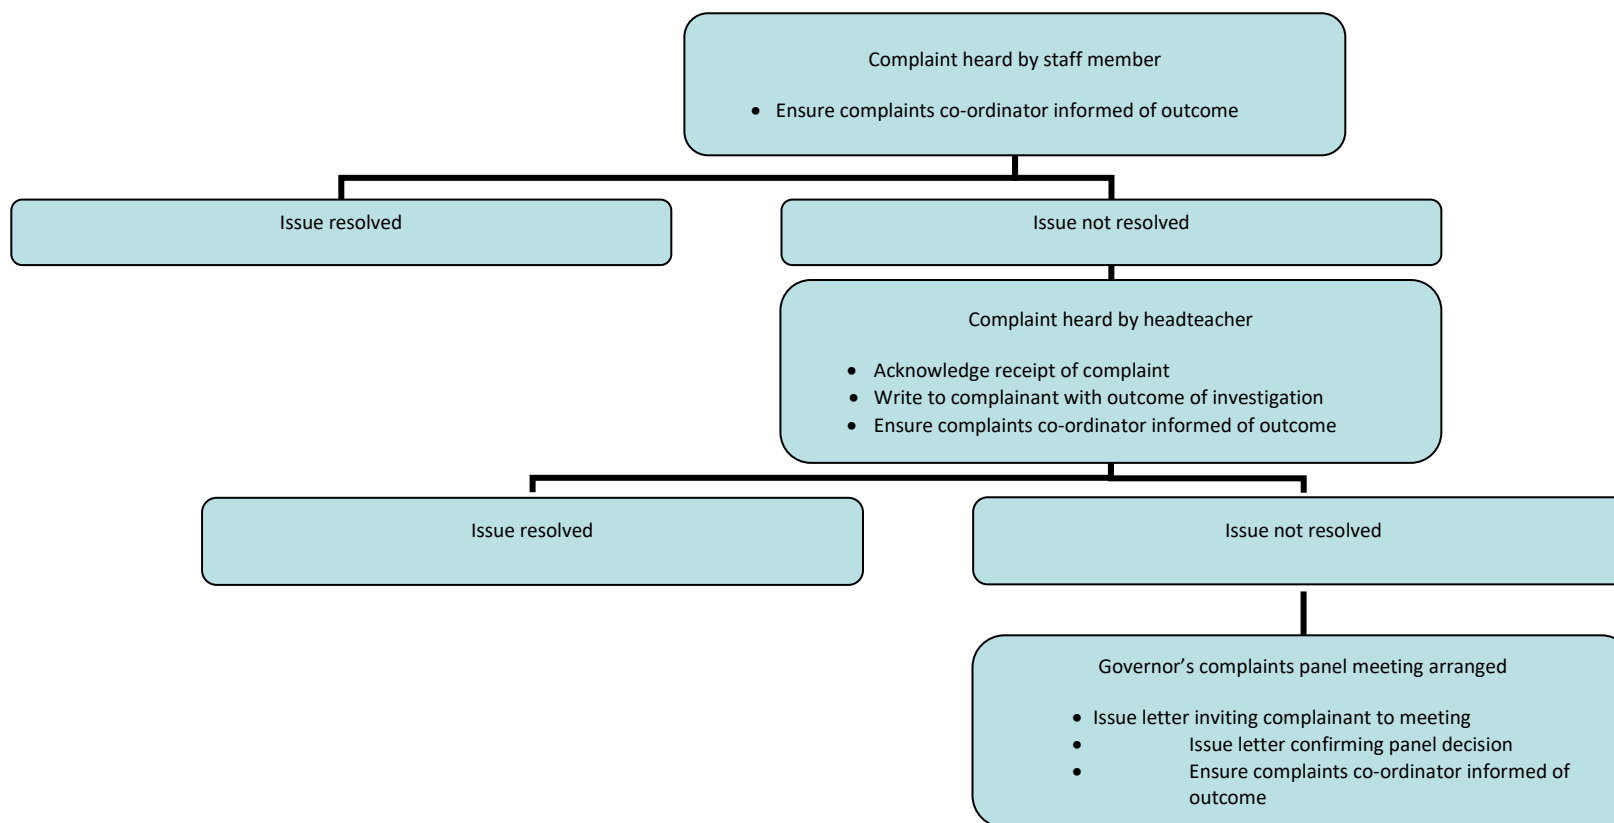 Complaint heard by staff member
• Ensure complaints co-ordinator informed of outcome
Issue resolved
Issue not resolved
Complaint heard by headteacher
• Acknowledge receipt of complaint
• Write to complainant with outcome of investigation
• Ensure complaints co-ordinator informed of outcome
Issue resolved
Issue not resolved
Governor’s complaints panel meeting arranged
• Issue letter inviting complainant to meeting
• Issue letter confirming panel decision
• Ensure complaints co-ordinator informed of
outcome